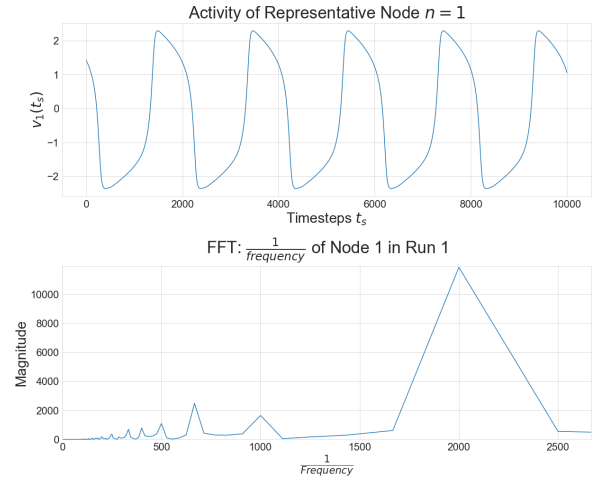 Activity of Representative Node n = 1
v₁(tₛ)
2
1
0
−1
−2
0 2000 4000 6000 8000 10000
Timesteps tₛ
FFT: 1/frequency of Node 1 in Run 1
Magnitude
10000
8000
6000
4000
2000
0
0 500 1000 1500 2000 2500
1/Frequency